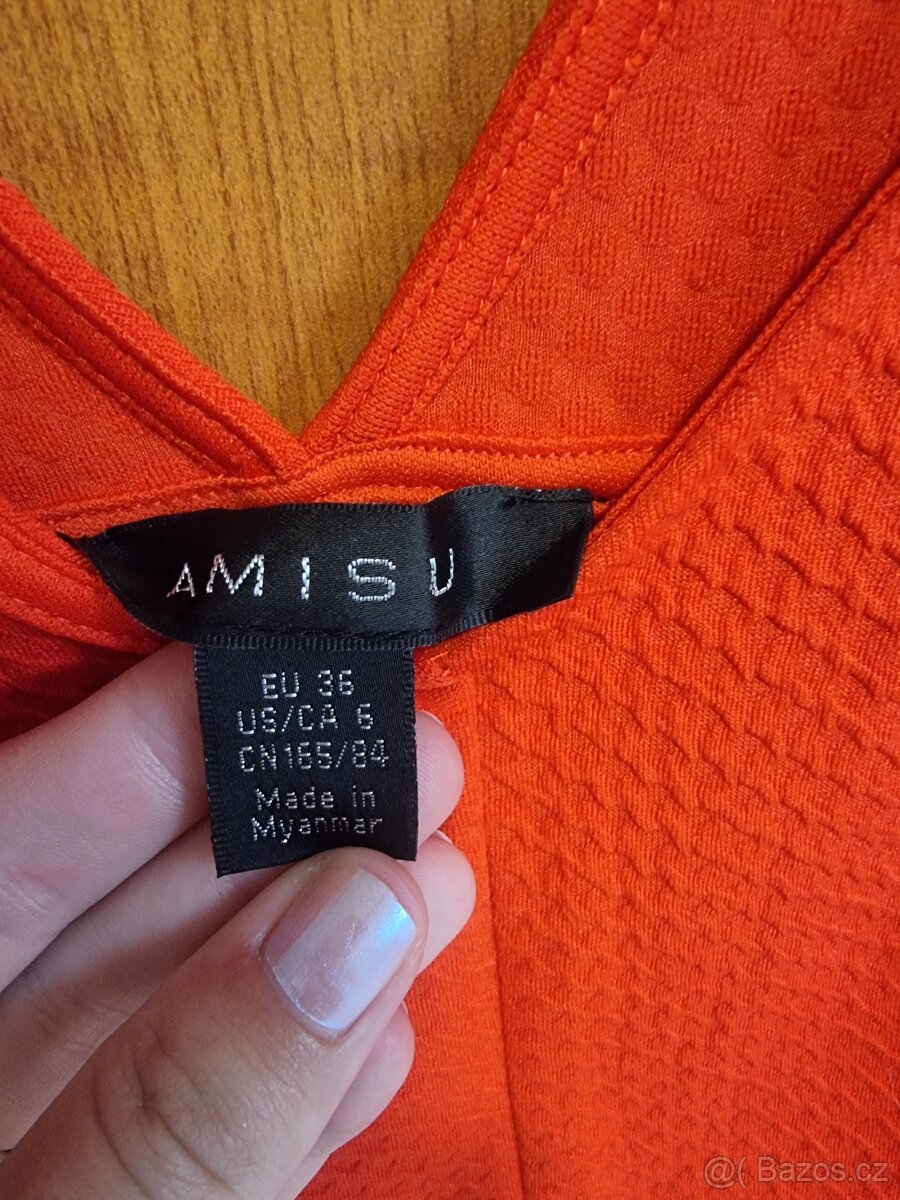 AMISU
EU 36
US/CA 6
CN165/84
Made in
Myanmar
@( Bazos.cz